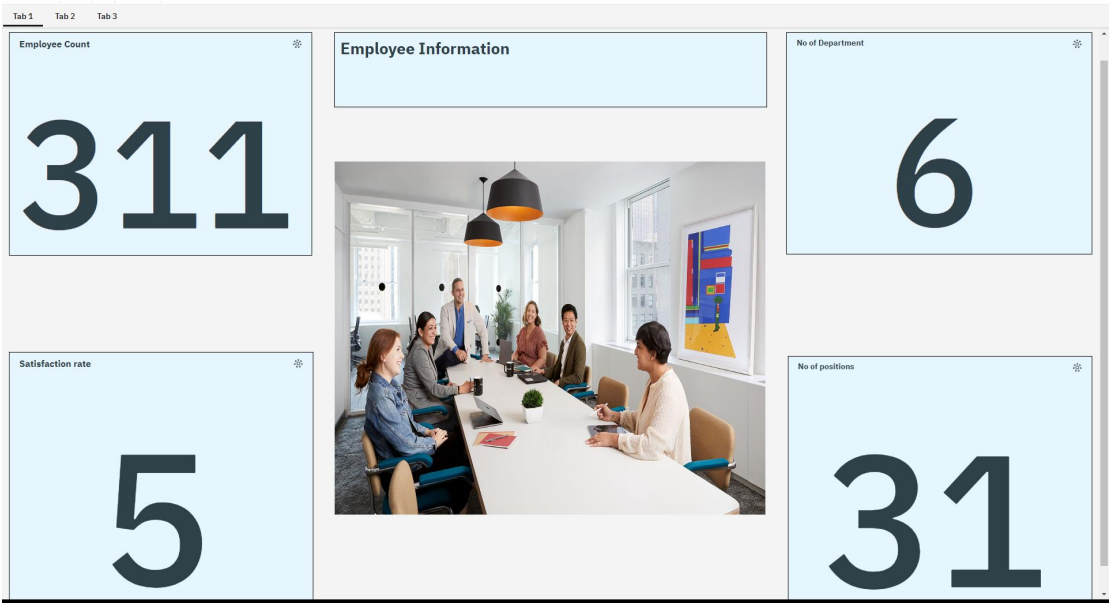 Tab 1 Tab 2 Tab 3
Employee Count
311
Employee Information
No of Department
6
Satisfaction rate
5
No of positions
31